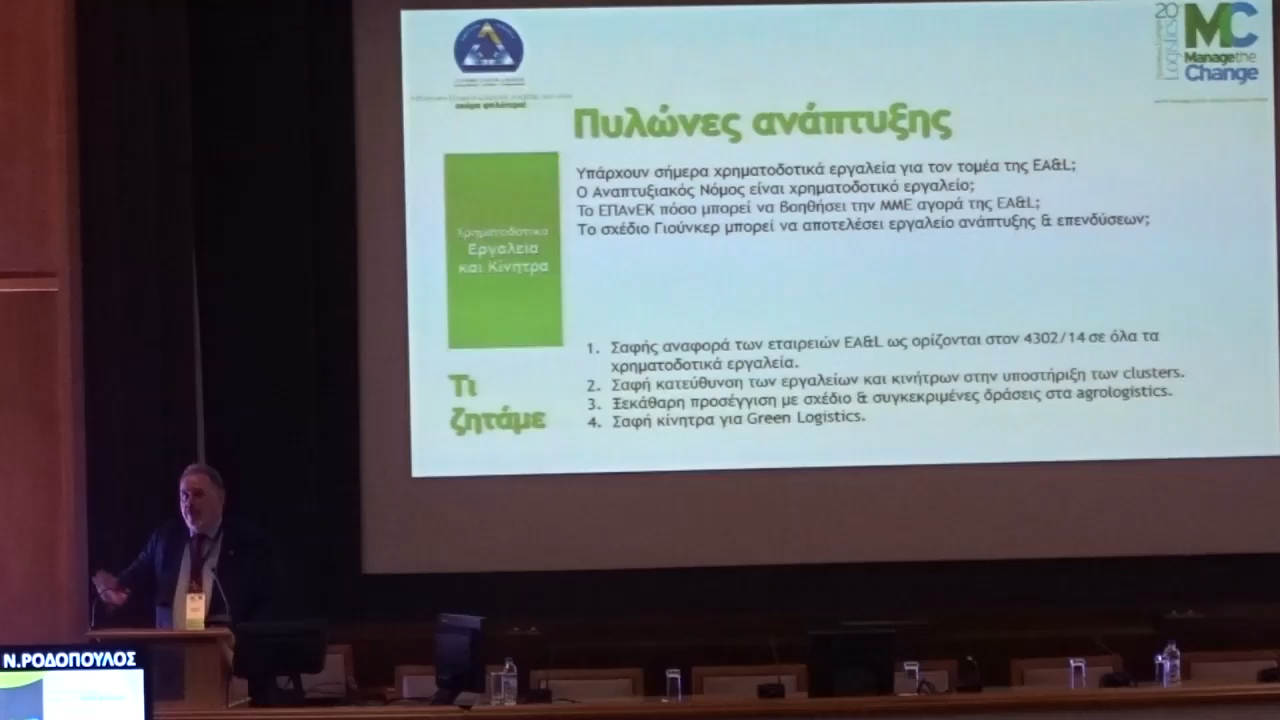 20
Logistics
MC
Manage the
Change
ακόμα ψηλότερα!
Πυλώνες ανάπτυξης
Υπάρχουν σήμερα χρηματοδοτικά εργαλεία για τον τομέα της ΕΑ&L;
Ο Αναπτυξιακός Νόμος είναι χρηματοδοτικό εργαλείο;
Το ΕΠΑνΕΚ πόσο μπορεί να βοηθήσει την ΜΜΕ αγορά της ΕΑ&L;
Το σχέδιο Γιούνκερ μπορεί να αποτελέσει εργαλείο ανάπτυξης & επενδύσεων;
Χρηματοδοτικά
Εργαλεία
και Κίνητρα
1. Σαφής αναφορά των εταιρειών ΕΑ&L ως ορίζονται στον 4302/14 σε όλα τα
χρηματοδοτικά εργαλεία.
2. Σαφή κατεύθυνση των εργαλείων και κινήτρων στην υποστήριξη των clusters.
3. Ξεκάθαρη προσέγγιση με σχέδιο & συγκεκριμένες δράσεις στα agrologistics.
4. Σαφή κίνητρα για Green Logistics.
Τι
ζητάμε
Ν.ΡΟΔΟΠΟΥΛΟΣ